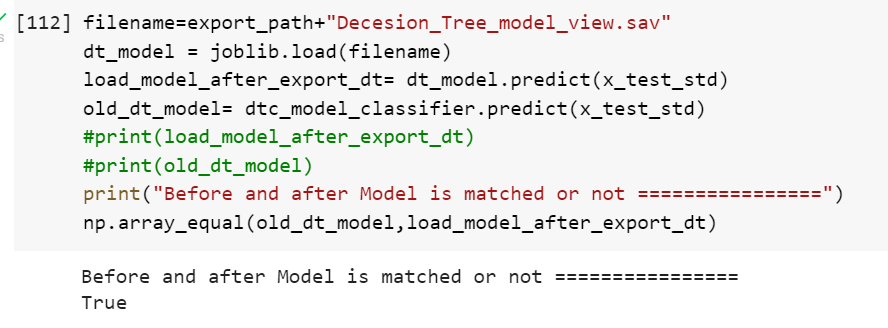 [112] filename=export_path+"Decesion_Tree_model_view.sav"
dt_model = joblib.load(filename)
load_model_after_export_dt= dt_model.predict(x_test_std)
old_dt_model= dtc_model_classifier.predict(x_test_std)
#print(load_model_after_export_dt)
#print(old_dt_model)
print("Before and after Model is matched or not ================")
np.array_equal(old_dt_model,load_model_after_export_dt)
Before and after Model is matched or not ================
True